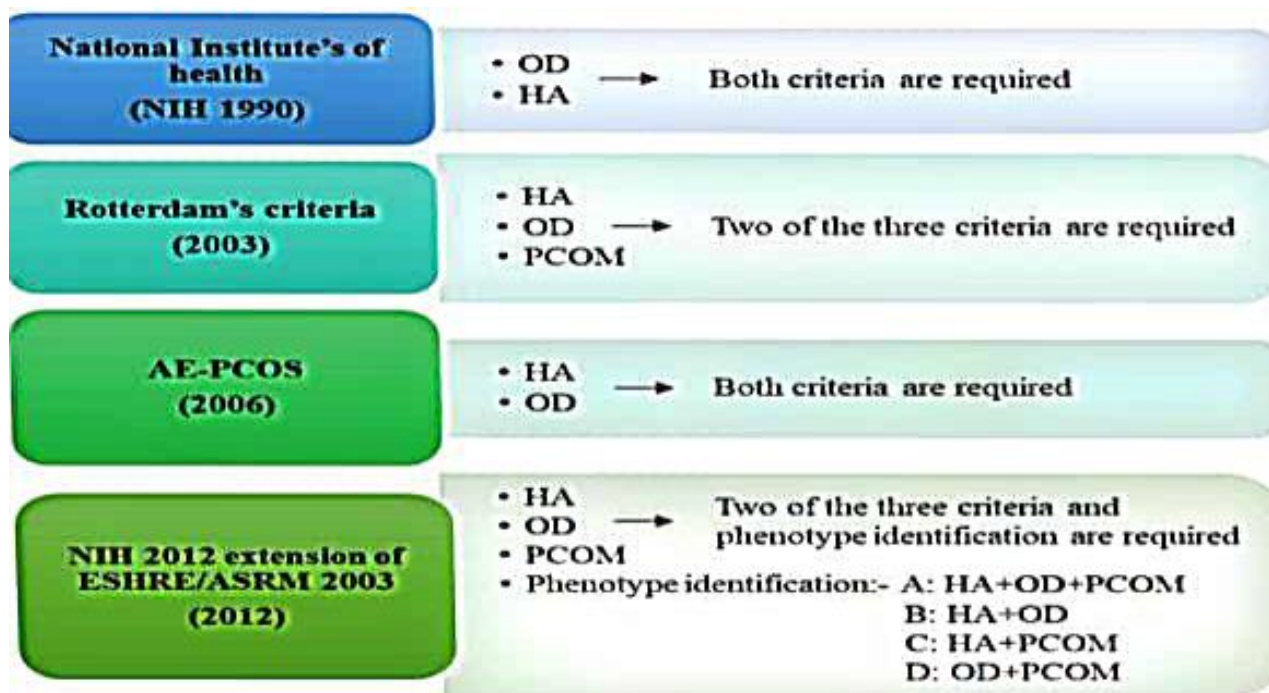 National Institute's of
health
(NIH 1990)
• OD
• HA
→ Both criteria are required
Rotterdam's criteria
(2003)
• HA
• OD
• PCOM
→ Two of the three criteria are required
AE-PCOS
(2006)
• HA
• OD
→ Both criteria are required
NIH 2012 extension of
ESHRE/ASRM 2003
(2012)
• HA
• OD
• PCOM
→ Two of the three criteria and
phenotype identification are required
• Phenotype identification:- A: HA+OD+PCOM
B: HA+OD
C: HA+PCOM
D: OD+PCOM